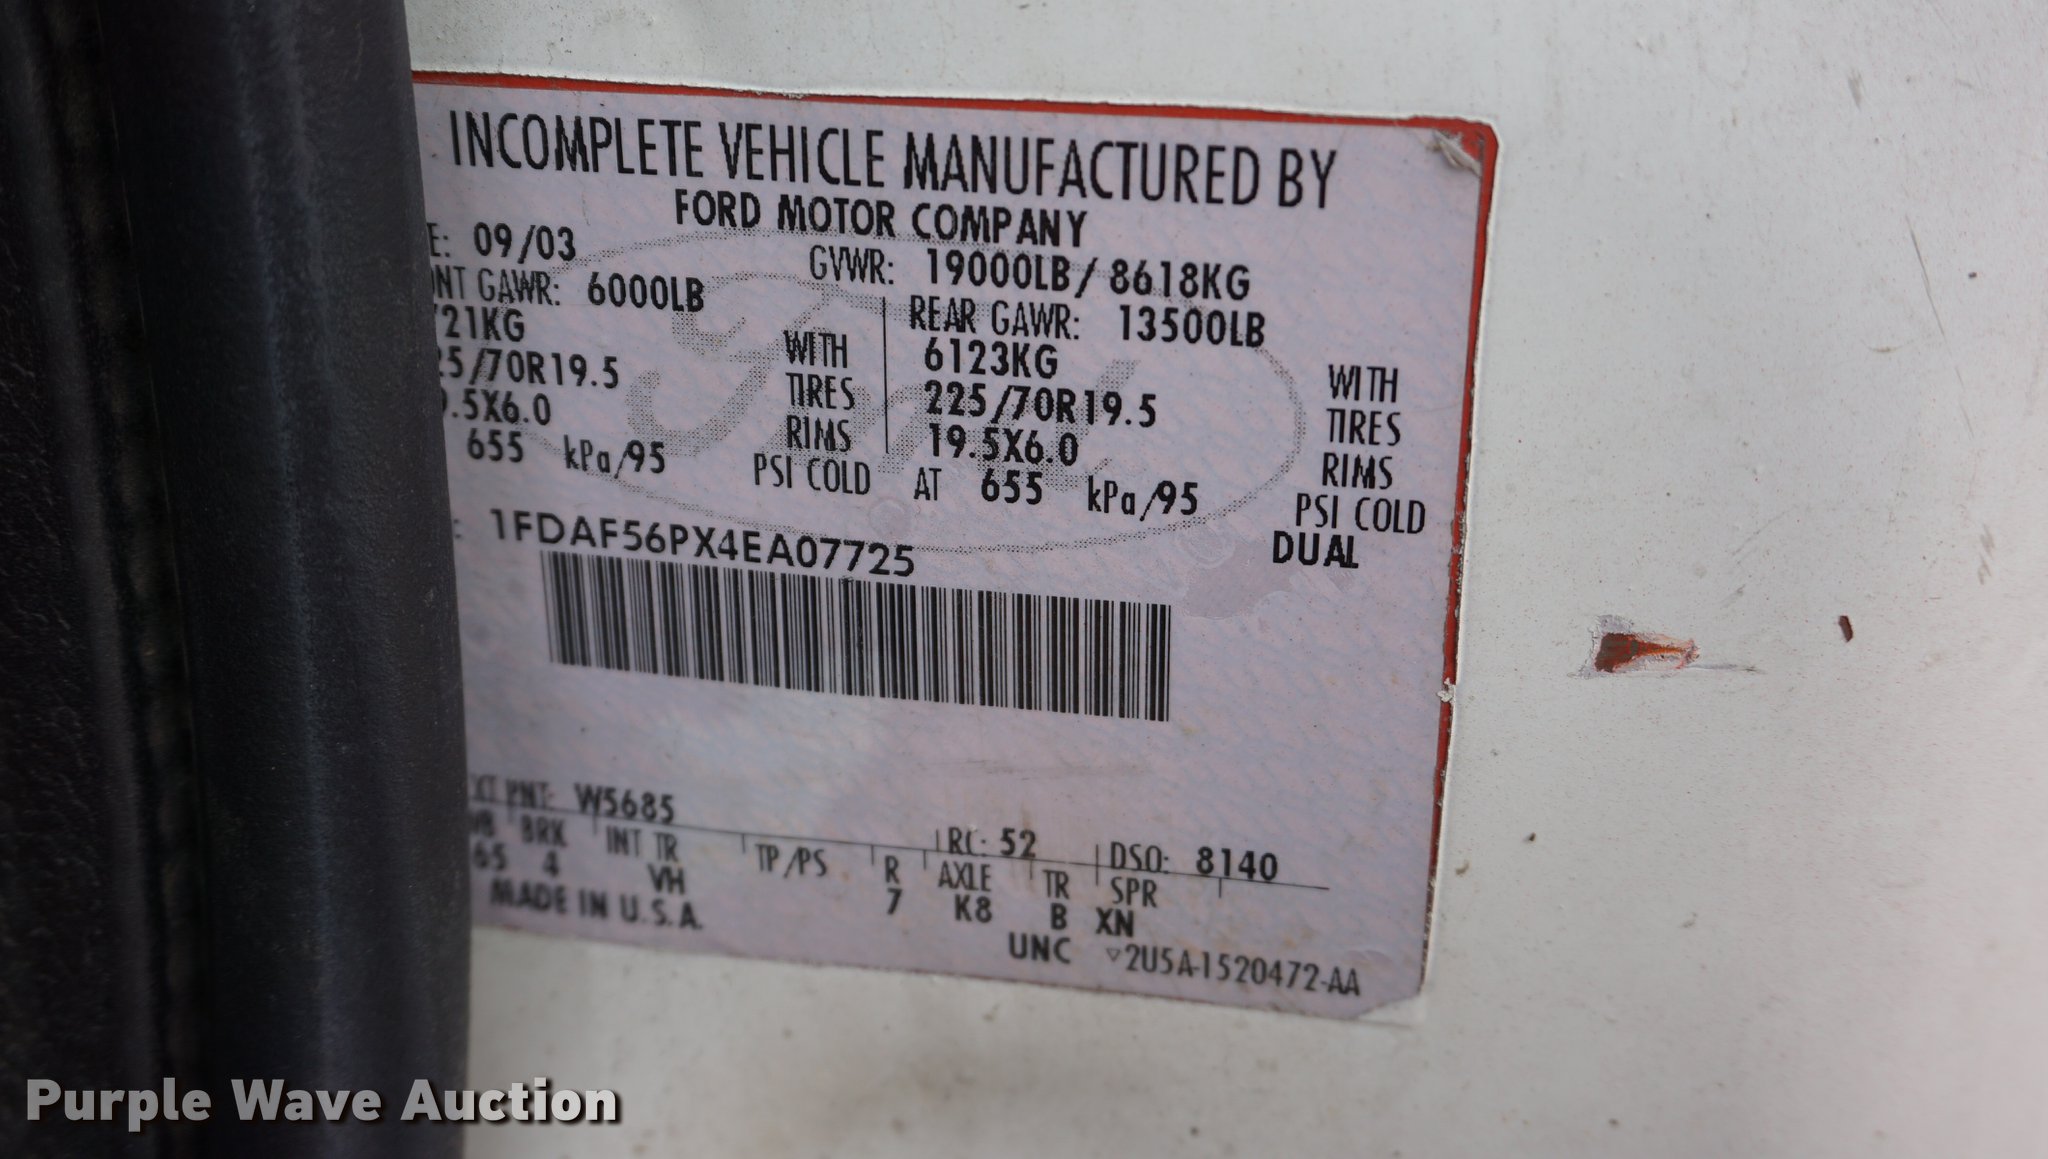 INCOMPLETE VEHICLE MANUFACTURED BY
FORD MOTOR COMPANY
E: 09/03 GVWR: 19000LB/8618KG
NT GAWR: 6000LB REAR GAWR: 13500LB
21KG WITH 6123KG WITH
25/70R19.5 TIRES 225/70R19.5 TIRES
.5X6.0 RIMS 19.5X6.0 RIMS
655 kPa/95 PSI COLD AT 655 kPa/95 PSI COLD
: 1FDAF56PX4EA07725 DUAL
PNT: W5685 RC: 52 DSO: 8140
BRK INT TR TP/PS R AXLE TR SPR
65 4 VH 7 K8 B XN
MADE IN U.S.A. UNC ▽2U5A-1520472-AA
Purple Wave Auction